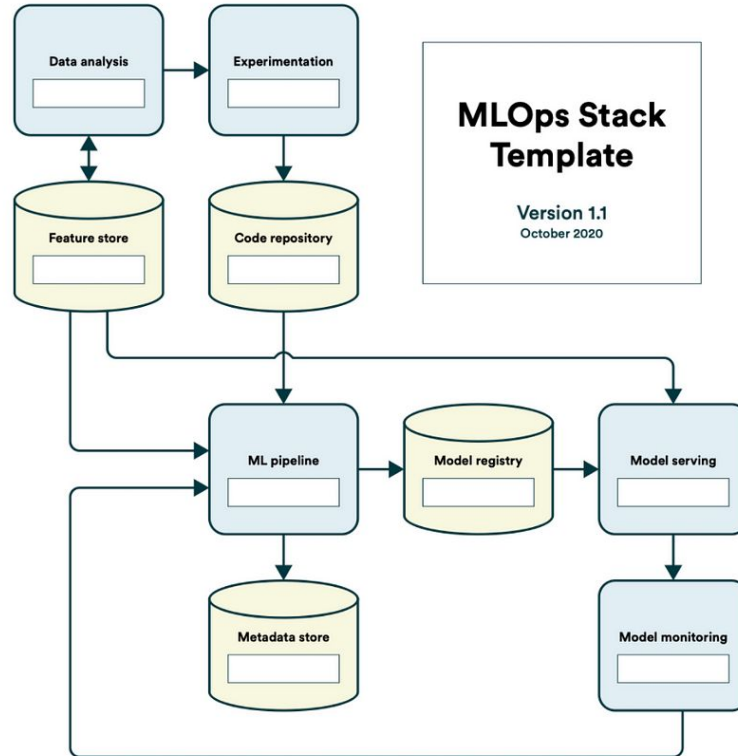 Data analysis
Experimentation
MLOps Stack
Template
Version 1.1
October 2020
Feature store
Code repository
ML pipeline
Model registry
Model serving
Metadata store
Model monitoring